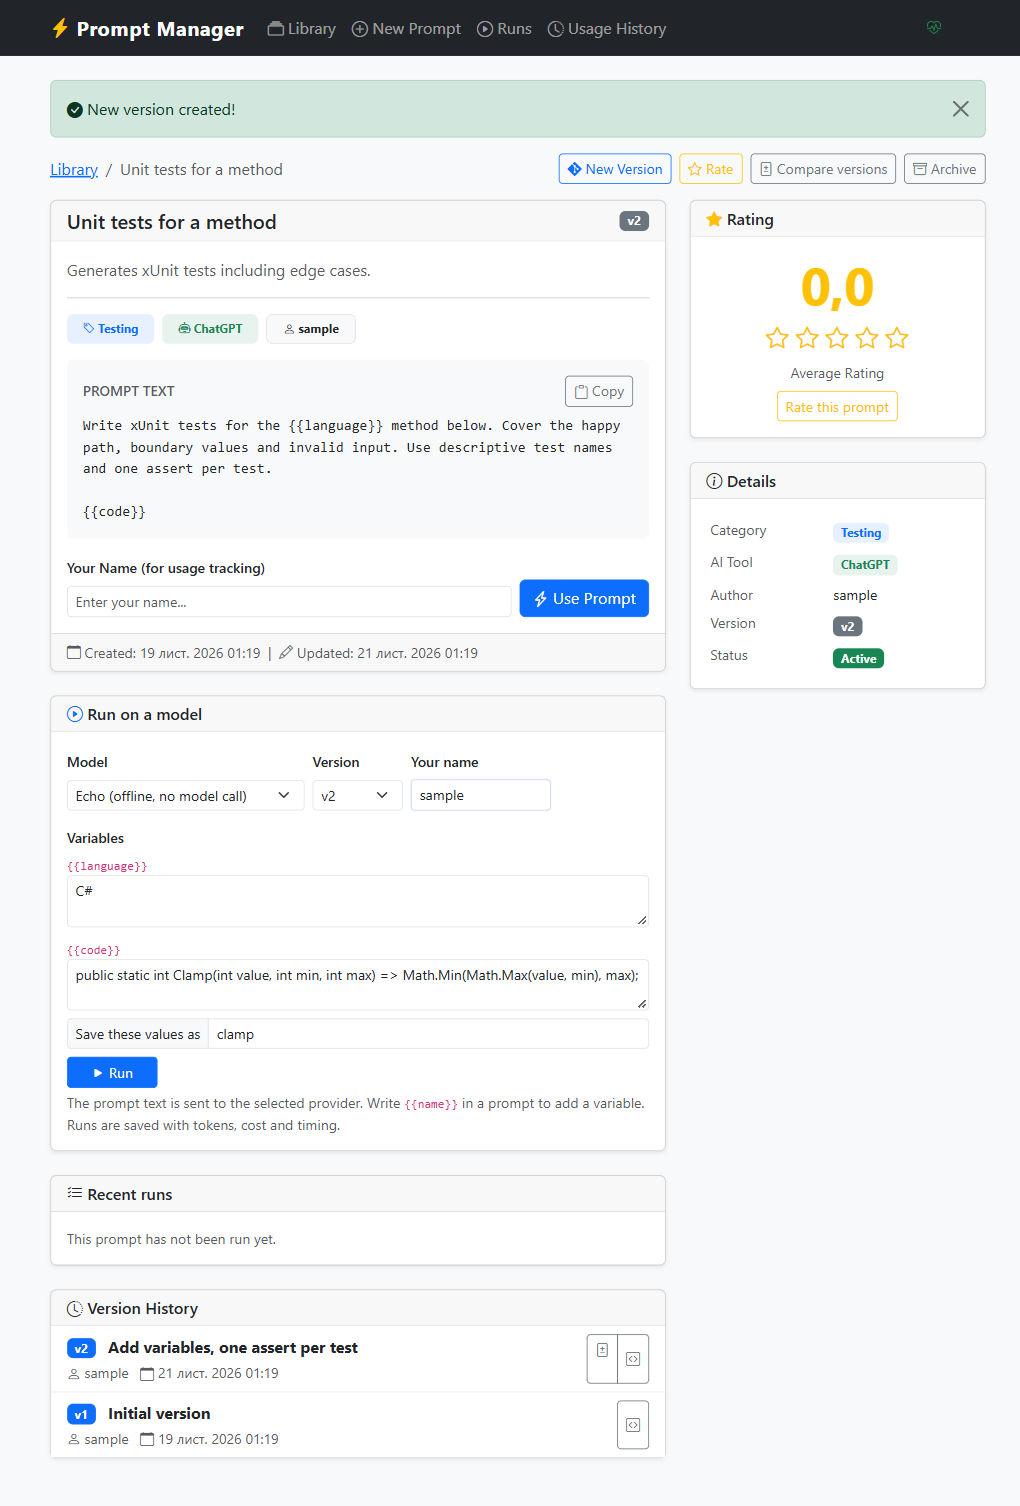 Prompt Manager
Library
New Prompt
Runs
Usage History
New version created!
Library / Unit tests for a method
New Version
Rate
Compare versions
Archive
Unit tests for a method
v2
Generates xUnit tests including edge cases.
Testing
ChatGPT
sample
PROMPT TEXT
Copy
Write xUnit tests for the {{language}} method below. Cover the happy
path, boundary values and invalid input. Use descriptive test names
and one assert per test.
{{code}}
Your Name (for usage tracking)
Enter your name...
Use Prompt
Created: 19 лист. 2026 01:19 | Updated: 21 лист. 2026 01:19
Rating
0,0
Average Rating
Rate this prompt
Details
Category Testing
AI Tool ChatGPT
Author sample
Version v2
Status Active
Run on a model
Model Version Your name
Echo (offline, no model call) v2 sample
Variables
{{language}}
C#
{{code}}
public static int Clamp(int value, int min, int max) => Math.Min(Math.Max(value, min), max);
Save these values as clamp
Run
The prompt text is sent to the selected provider. Write {{name}} in a prompt to add a variable.
Runs are saved with tokens, cost and timing.
Recent runs
This prompt has not been run yet.
Version History
v2 Add variables, one assert per test
sample 21 лист. 2026 01:19
v1 Initial version
sample 19 лист. 2026 01:19